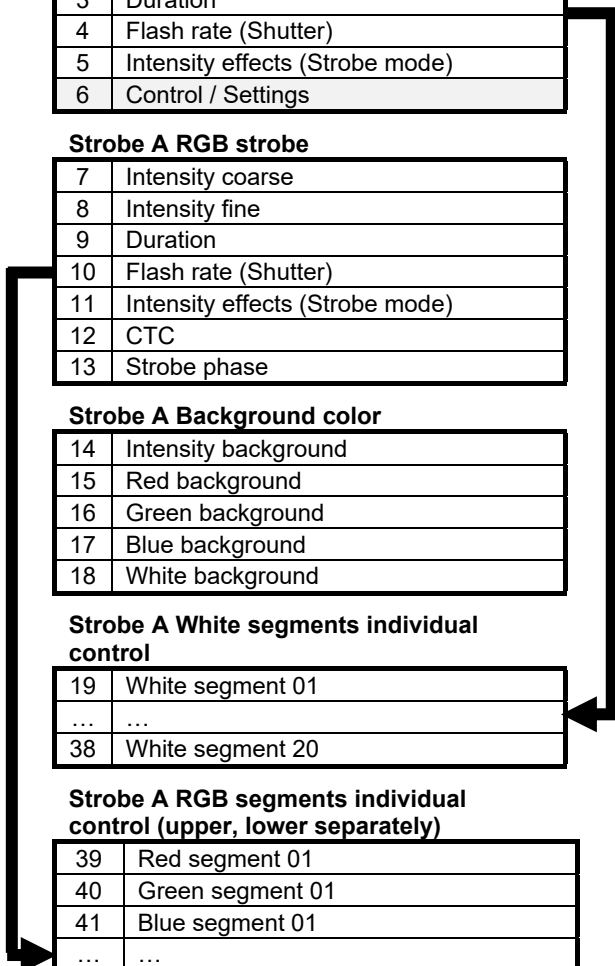 3 Duration
4 Flash rate (Shutter)
5 Intensity effects (Strobe mode)
6 Control / Settings
Strobe A RGB strobe
7 Intensity coarse
8 Intensity fine
9 Duration
10 Flash rate (Shutter)
11 Intensity effects (Strobe mode)
12 CTC
13 Strobe phase
Strobe A Background color
14 Intensity background
15 Red background
16 Green background
17 Blue background
18 White background
Strobe A White segments individual
control
19 White segment 01
… …
38 White segment 20
Strobe A RGB segments individual
control (upper, lower separately)
39 Red segment 01
40 Green segment 01
41 Blue segment 01
… …